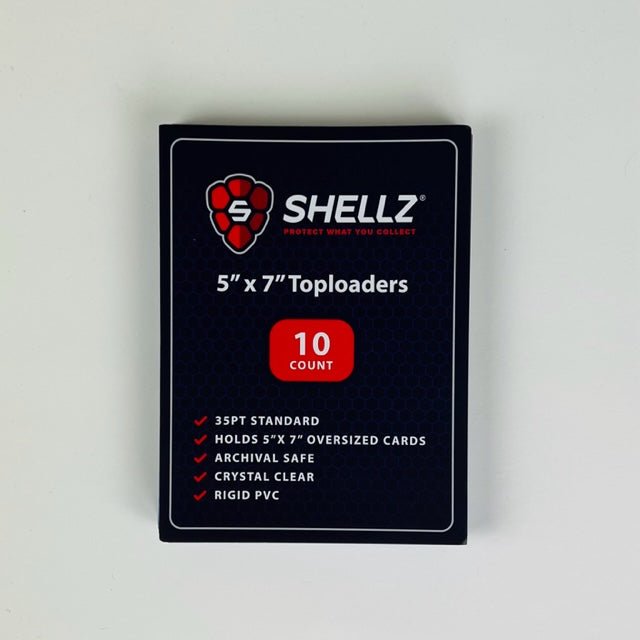 S
SHELLZ®
PROTECT WHAT YOU COLLECT
5” x 7” Toploaders
10
COUNT
35PT STANDARD
HOLDS 5”X 7” OVERSIZED CARDS
ARCHIVAL SAFE
CRYSTAL CLEAR
RIGID PVC